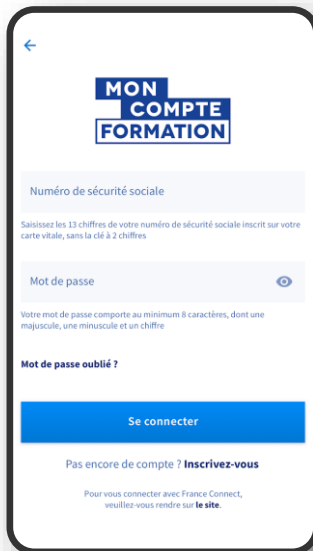 MON
COMPTE
FORMATION
Numéro de sécurité sociale
Saisissez les 13 chiffres de votre numéro de sécurité sociale inscrit sur votre
carte vitale, sans la clé à 2 chiffres
Mot de passe
Votre mot de passe comporte au minimum 8 caractères, dont une
majuscule, une minuscule et un chiffre
Mot de passe oublié ?
Se connecter
Pas encore de compte ? Inscrivez-vous
Pour vous connecter avec France Connect,
veuillez-vous rendre sur le site.